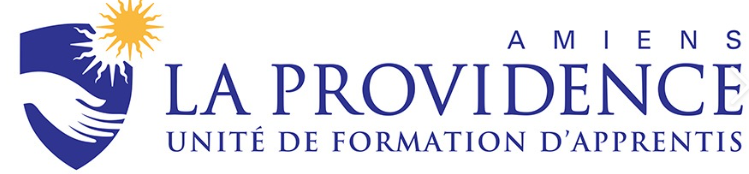 AMIENS
LA PROVIDENCE
UNITÉ DE FORMATION D'APPRENTIS